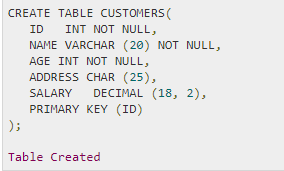 CREATE TABLE CUSTOMERS(
   ID   INT NOT NULL,
   NAME VARCHAR (20) NOT NULL,
   AGE INT NOT NULL,
   ADDRESS CHAR (25),
   SALARY   DECIMAL (18, 2),
   PRIMARY KEY (ID)
);
Table Created